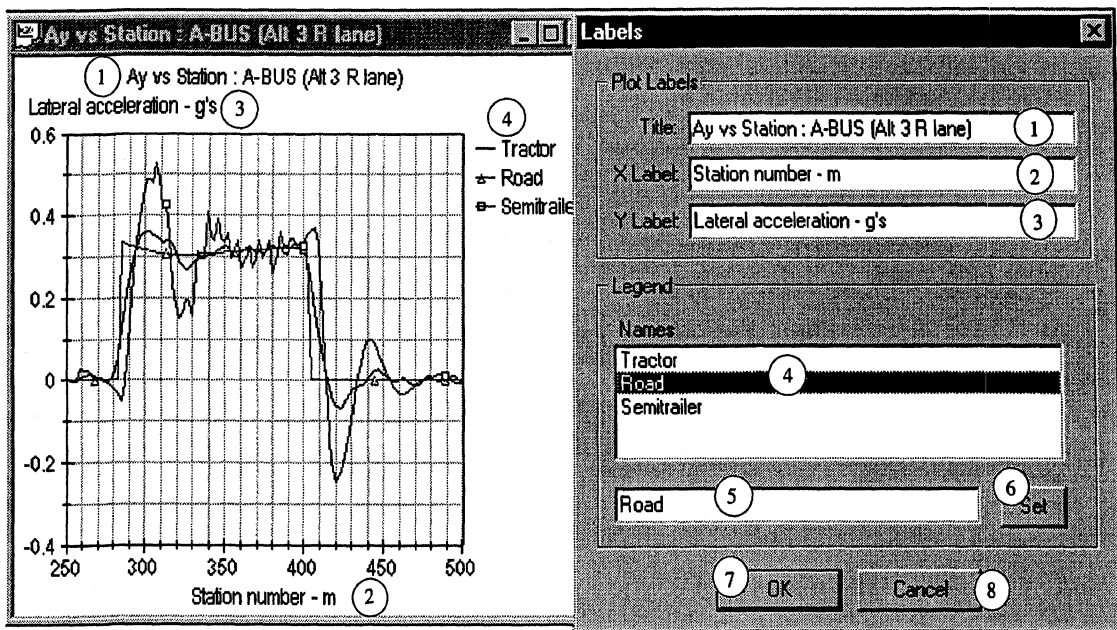 Ay vs Station : A-BUS (Alt 3 R lane)
1 Ay vs Station : A-BUS (Alt 3 R lane)
Lateral acceleration - g's 3
4
Tractor
Road
Semitraile
0.6
0.4
0.2
0
-0.2
-0.4
250 300 350 400 450 500
Station number - m 2
Labels
Plot Labels
Title: Ay vs Station : A-BUS (Alt 3 R lane) 1
X Label: Station number - m 2
Y Label: Lateral acceleration - g's 3
Legend
Names
Tractor
Road 4
Semitrailer
Road 5
6 Set
7 OK
Cancel 8